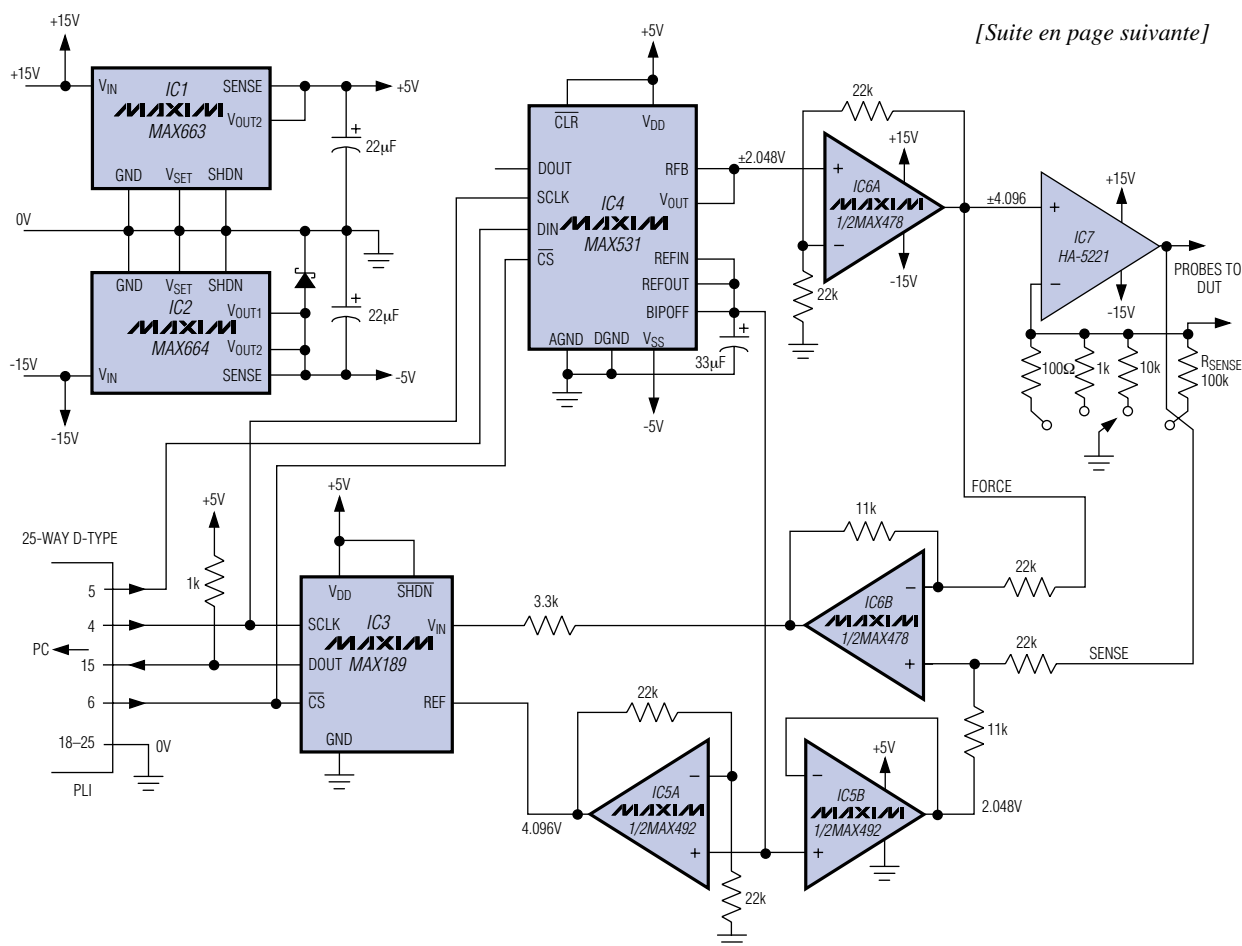 [Suite en page suivante]
+15V
+15V
VIN
IC1
MAXIM
MAX663
SENSE
VOUT2
GND
VSET
SHDN
+5V
+
22µF
0V
GND
VSET
SHDN
IC2
MAXIM
MAX664
VOUT1
VOUT2
SENSE
VIN
-15V
-15V
+
22µF
-5V
+5V
CLR
VDD
DOUT
SCLK
DIN
CS
IC4
MAXIM
MAX531
RFB
VOUT
REFIN
REFOUT
BIPOFF
AGND
DGND
VSS
+
33µF
-5V
±2.048V
22k
+15V
+
IC6A
MAXIM
1/2MAX478
−
-15V
22k
±4.096
+15V
+
IC7
HA-5221
−
-15V
PROBES TO
DUT
100Ω
1k
10k
RSENSE
100k
FORCE
11k
22k
−
IC6B
MAXIM
1/2MAX478
+
22k
SENSE
11k
2.048V
25-WAY D-TYPE
+5V
1k
5
4
PC
15
6
18–25
0V
PLI
+5V
VDD
SHDN
SCLK
IC3
MAXIM
MAX189
DOUT
CS
VIN
REF
GND
3.3k
22k
−
IC5A
MAXIM
1/2MAX492
+
4.096V
22k
−
+5V
IC5B
MAXIM
1/2MAX492
+